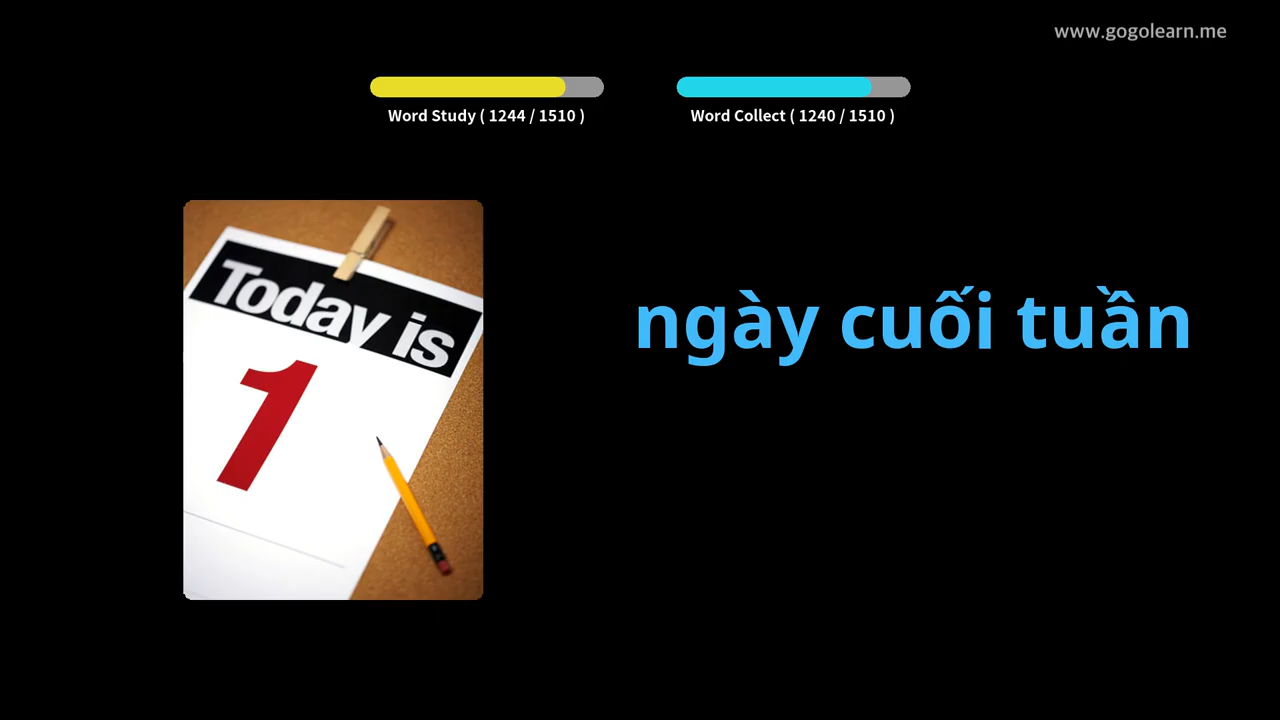 www.gogolearn.me
Word Study ( 1244 / 1510 )
Word Collect ( 1240 / 1510 )
Today is
1
ngày cuối tuần